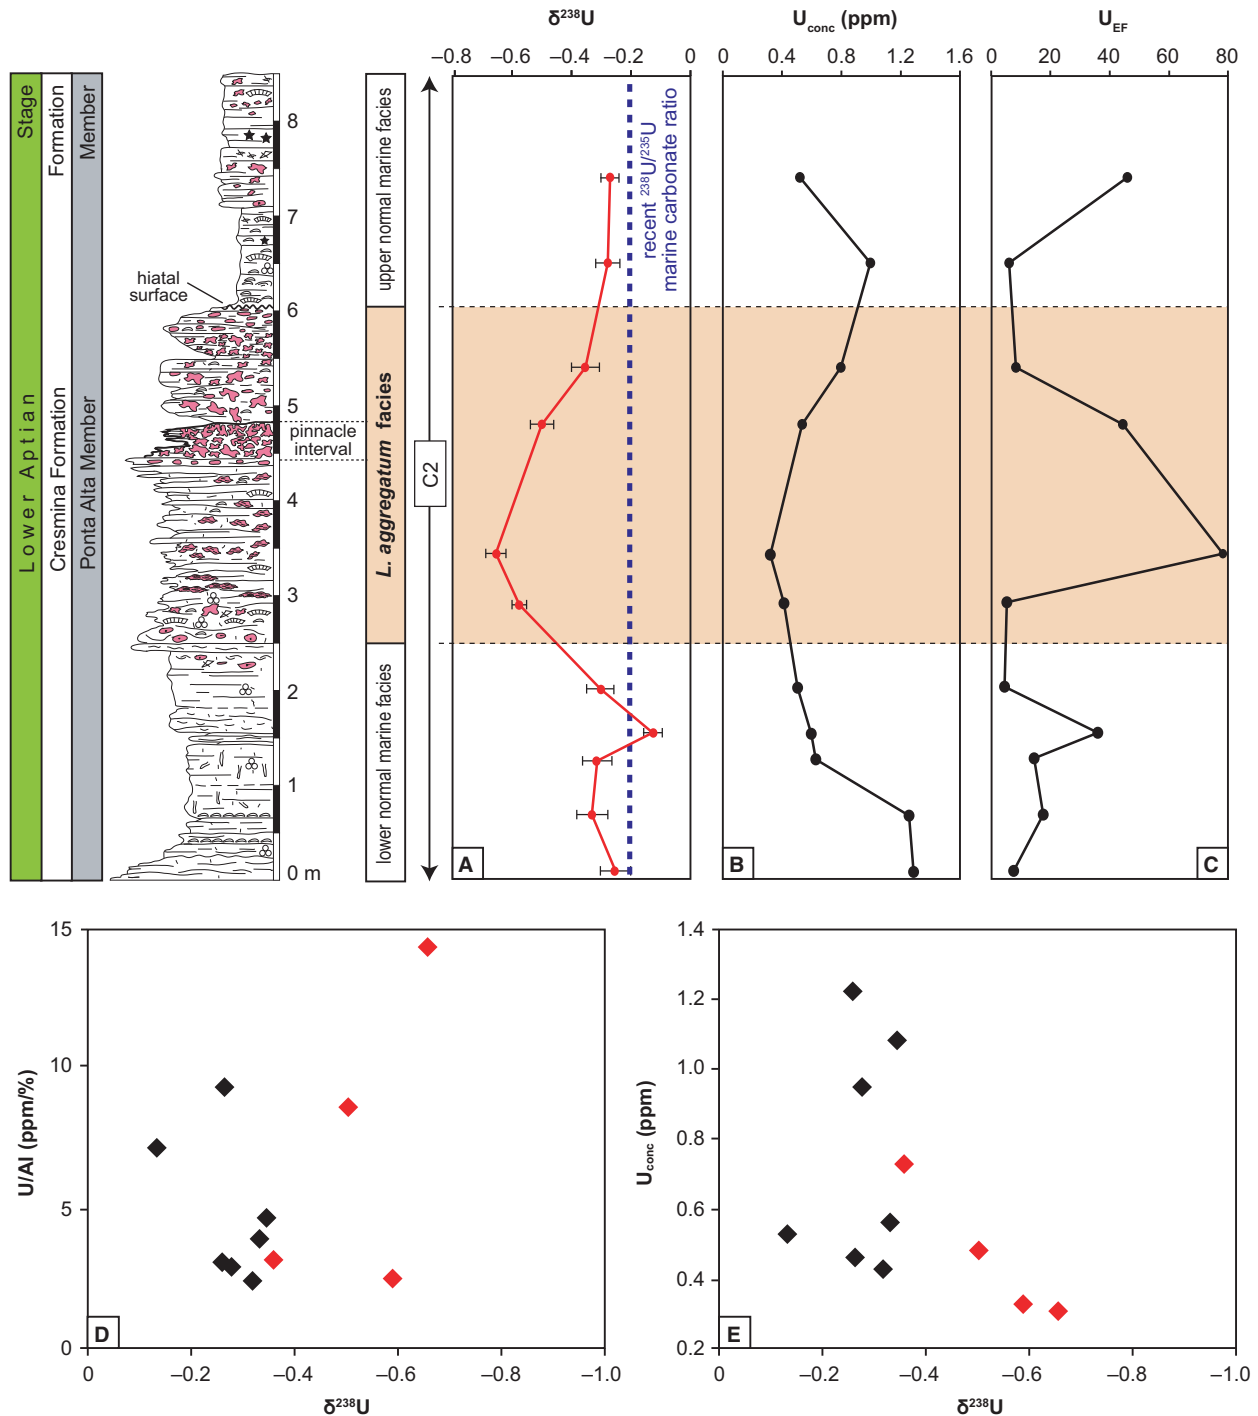 δ²³⁸U
U_conc (ppm)
U_EF
–0.8 –0.6 –0.4 –0.2 0
0 0.4 0.8 1.2 1.6
0 20 40 60 80
Stage
Formation
Member
Lower Aptian
Cresmina Formation
Ponta Alta Member
8
7
6
5
4
3
2
1
0 m
hiatal
surface
pinnacle
interval
upper normal marine facies
L. aggregatum facies
lower normal marine facies
C2
recent ²³⁸U/²³⁵U
marine carbonate ratio
A
B
C
15
10
5
0
U/Al (ppm/%)
D
0 –0.2 –0.4 –0.6 –0.8 –1.0
δ²³⁸U
1.4
1.2
1.0
0.8
0.6
0.4
0.2
U_conc (ppm)
E
0 –0.2 –0.4 –0.6 –0.8 –1.0
δ²³⁸U